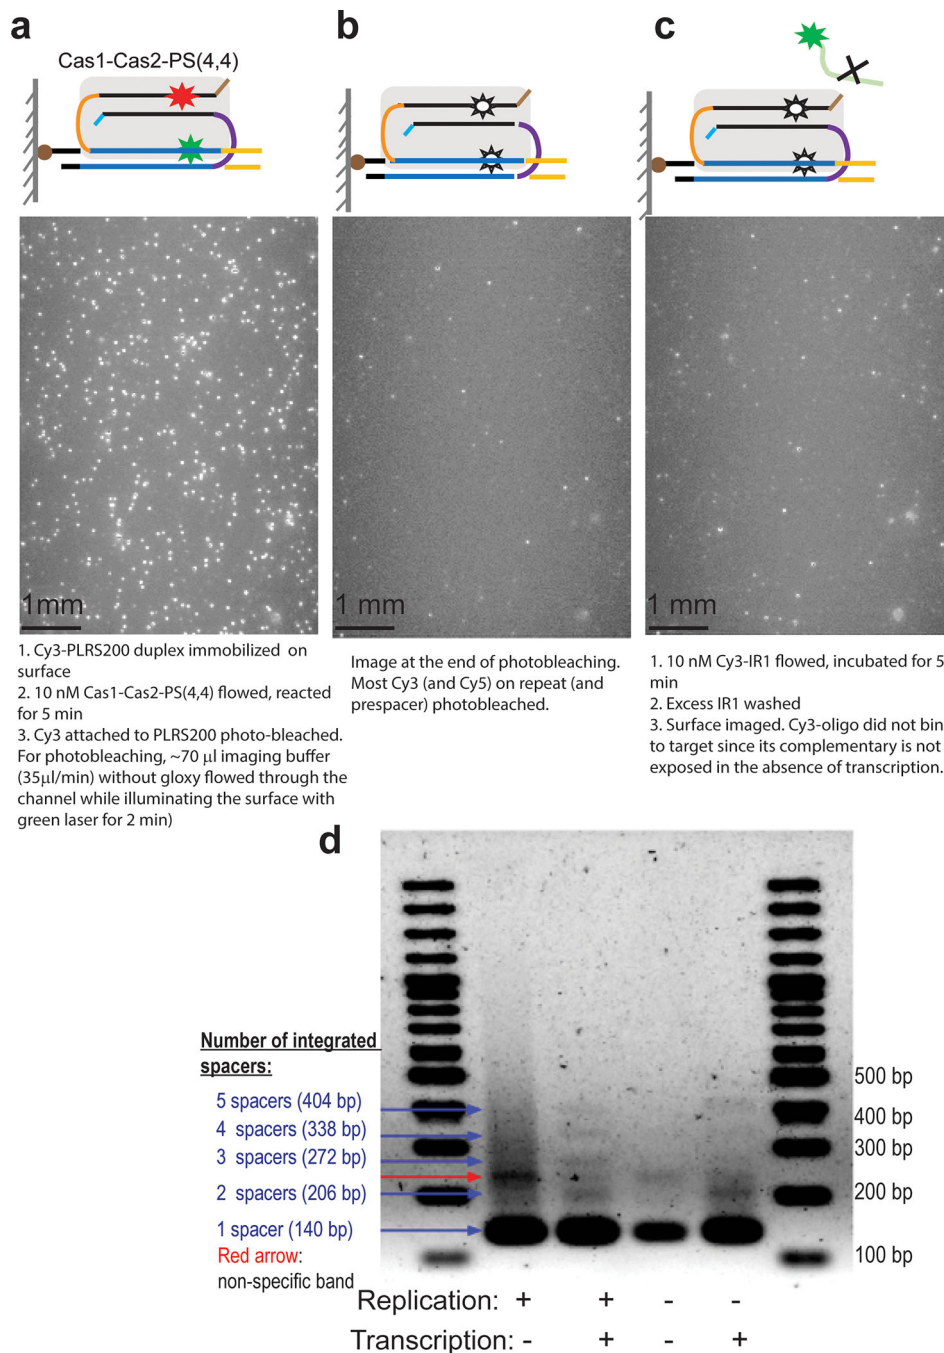 a
b
c
Cas1-Cas2-PS(4,4)
1mm
1 mm
1 mm
1. Cy3-PLRS200 duplex immobilized on
surface
2. 10 nM Cas1-Cas2-PS(4,4) flowed, reacted
for 5 min
3. Cy3 attached to PLRS200 photo-bleached.
For photobleaching, ~70 µl imaging buffer
(35µl/min) without gloxy flowed through the
channel while illuminating the surface with
green laser for 2 min)
Image at the end of photobleaching.
Most Cy3 (and Cy5) on repeat (and
prespacer) photobleached.
1. 10 nM Cy3-IR1 flowed, incubated for 5
min
2. Excess IR1 washed
3. Surface imaged. Cy3-oligo did not bin
to target since its complementary is not
exposed in the absence of transcription.
d
Number of integrated
spacers:
5 spacers (404 bp)
4 spacers (338 bp)
3 spacers (272 bp)
2 spacers (206 bp)
1 spacer (140 bp)
Red arrow:
non-specific band
500 bp
400 bp
300 bp
200 bp
100 bp
Replication: + + - -
Transcription: - + - +